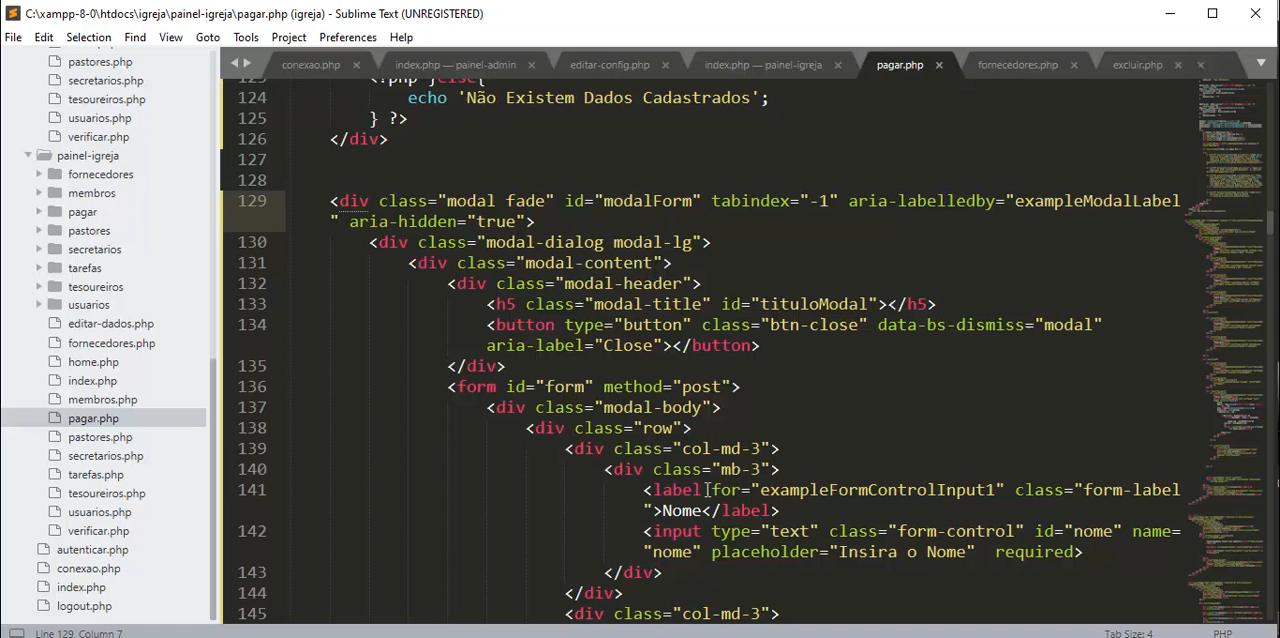 C:\xampp-8-0\htdocs\igreja\painel-igreja\pagar.php (igreja) - Sublime Text (UNREGISTERED)
File Edit Selection Find View Goto Tools Project Preferences Help
pastores.php
secretarios.php
tesoureiros.php
usuarios.php
verificar.php
painel-igreja
fornecedores
membros
pagar
pastores
secretarios
tarefas
tesoureiros
usuarios
editar-dados.php
fornecedores.php
home.php
index.php
membros.php
pagar.php
pastores.php
secretarios.php
tarefas.php
tesoureiros.php
usuarios.php
verificar.php
autenticar.php
conexao.php
index.php
logout.php
conexao.php index.php — painel-admin editar-config.php index.php — painel-igreja pagar.php fornecedores.php excluir.php
123 <?php }else{
124 echo 'Não Existem Dados Cadastrados';
125 } ?>
126 </div>
127
128
129 <div class="modal fade" id="modalForm" tabindex="-1" aria-labelledby="exampleModalLabel
" aria-hidden="true">
130 <div class="modal-dialog modal-lg">
131 <div class="modal-content">
132 <div class="modal-header">
133 <h5 class="modal-title" id="tituloModal"></h5>
134 <button type="button" class="btn-close" data-bs-dismiss="modal"
aria-label="Close"></button>
135 </div>
136 <form id="form" method="post">
137 <div class="modal-body">
138 <div class="row">
139 <div class="col-md-3">
140 <div class="mb-3">
141 <label for="exampleFormControlInput1" class="form-label
">Nome</label>
142 <input type="text" class="form-control" id="nome" name=
"nome" placeholder="Insira o Nome"  required>
143 </div>
144 </div>
145 <div class="col-md-3">
Line 129, Column 7
Tab Size: 4
PHP